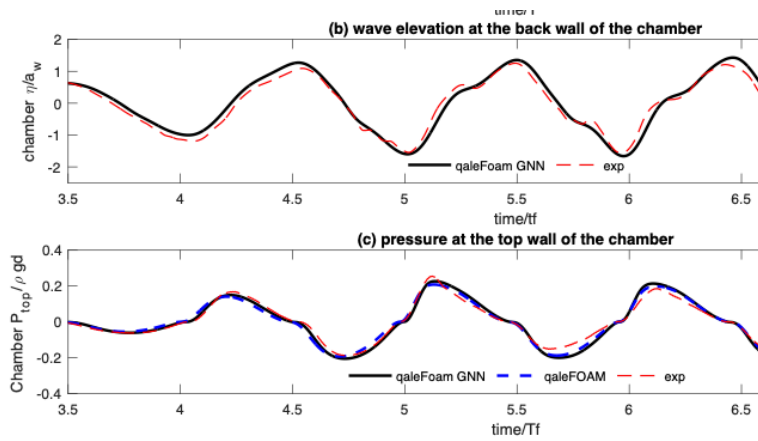 time/T
(b) wave elevation at the back wall of the chamber
2
1
0
-1
-2
chamber η/a_w
qaleFoam GNN exp
3.5 4 4.5 5 5.5 6 6.5
time/tf
(c) pressure at the top wall of the chamber
0.4
0.2
0
-0.2
-0.4
Chamber P_top/ρ gd
qaleFoam GNN qaleFOAM exp
3.5 4 4.5 5 5.5 6 6.5
time/Tf